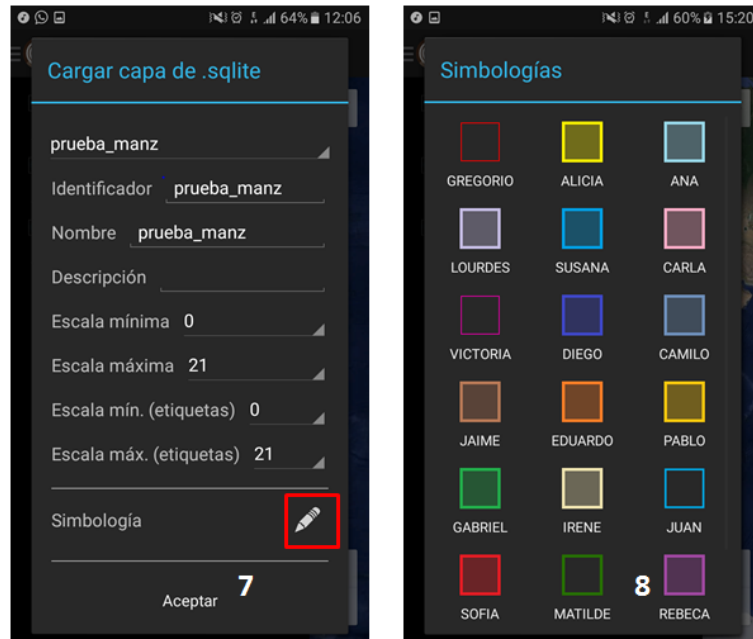 64% 12:06
Cargar capa de .sqlite
prueba_manz
Identificador prueba_manz
Nombre prueba_manz
Descripción
Escala mínima 0
Escala máxima 21
Escala mín. (etiquetas) 0
Escala máx. (etiquetas) 21
Simbología
Aceptar
7
60% 15:20
Simbologías
GREGORIO ALICIA ANA
LOURDES SUSANA CARLA
VICTORIA DIEGO CAMILO
JAIME EDUARDO PABLO
GABRIEL IRENE JUAN
8
SOFIA MATILDE REBECA